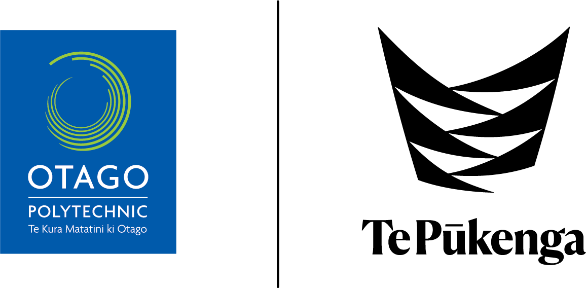 OTAGO
POLYTECHNIC
Te Kura Matatini ki Otago
Te Pūkenga